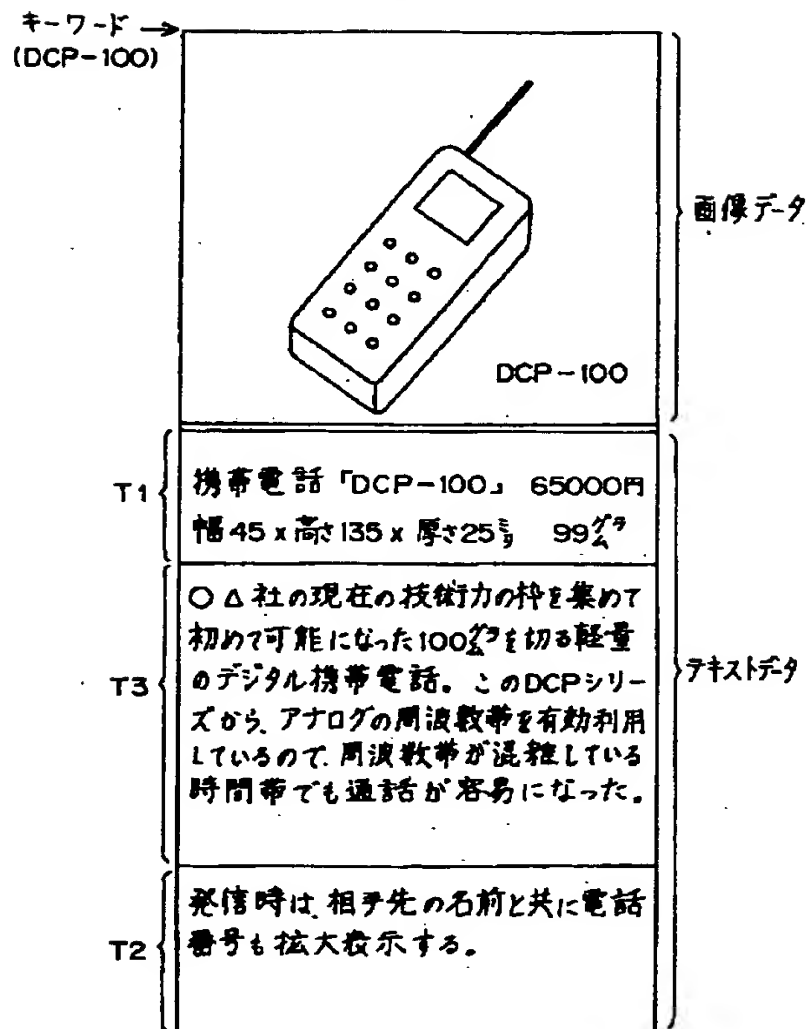 キーワード
(DCP-100)
画像データ
DCP-100
T1
携帯電話「DCP-100」 65000円
幅45x高さ135x厚さ25ミリ 99グラム
T3
○△社の現在の技術力の枠を集めて
初めて可能になった100グラムを切る軽量
のデジタル携帯電話。このDCPシリー
ズから、アナログの周波数帯を有効利用
しているので、周波数帯が混雑している
時間帯でも通話が容易になった。
テキストデータ
T2
発信時は、相手先の名前と共に電話
番号も拡大表示する。